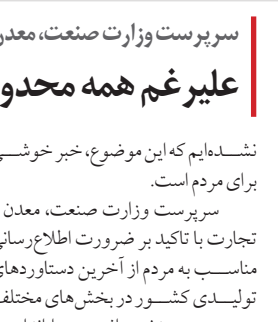 سرپرست وزارت صنعت، معدن
علیرغم همه محدو
نشده‌ایم که این موضوع، خبر خوشی
برای مردم است.
سرپرست وزارت صنعت، معدن
تجارت با تاکید بر ضرورت اطلاع‌رسانی
مناسب به مردم از آخرین دستاوردهای
تولیدی کشور در بخش‌های مختلف